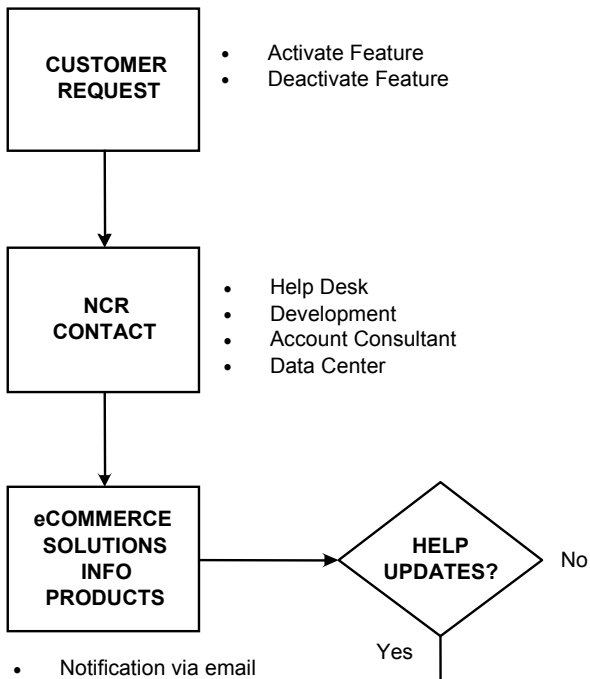 CUSTOMER
REQUEST
• Activate Feature
• Deactivate Feature
NCR
CONTACT
• Help Desk
• Development
• Account Consultant
• Data Center
eCOMMERCE
SOLUTIONS
INFO
PRODUCTS
HELP
UPDATES?
No
Yes
• Notification via email